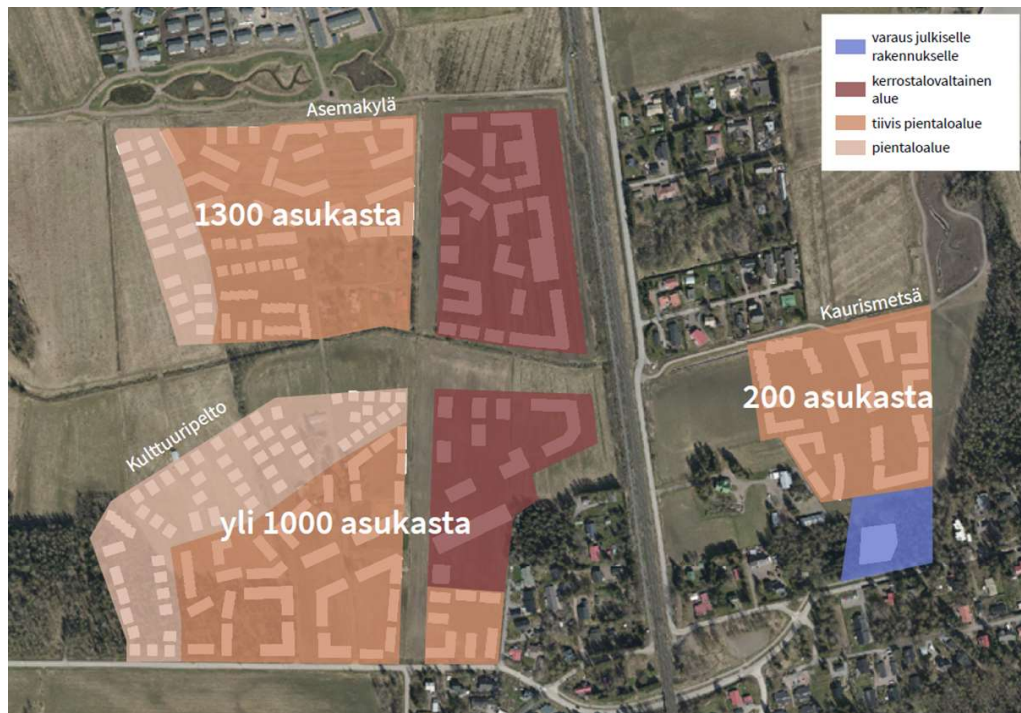 varaus julkiselle
rakennukselle
kerrostalovaltainen
alue
tiivis pientaloalue
pientaloalue
Asemakylä
1300 asukasta
Kaurismetsä
200 asukasta
Kulttuuripelto
yli 1000 asukasta